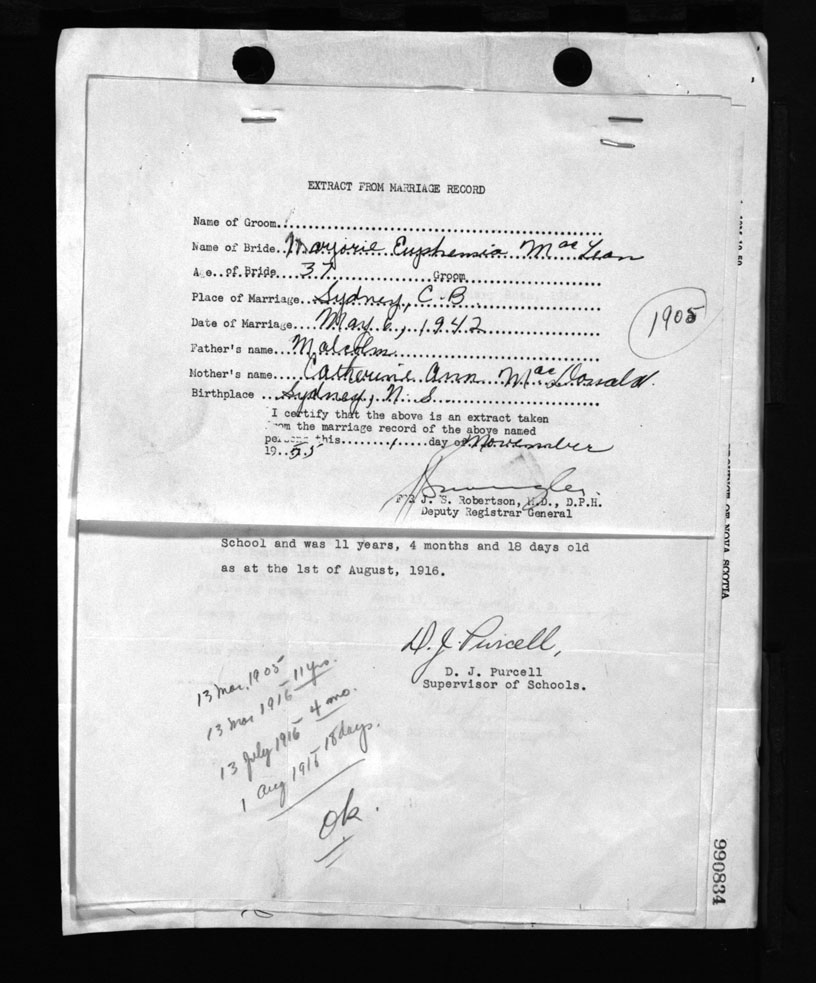 EXTRACT FROM MARRIAGE RECORD
Name of Groom
Name of Bride Marjorie Euphemia MacLean
Age of Bride 37 Groom
Place of Marriage Sydney, C-B
Date of Marriage May 6, 1942
Father's name Malcolm
Mother's name Catherine Ann MacDonald.
Birthplace Sydney, N.S.
1905
I certify that the above is an extract taken
from the marriage record of the above named
persons this 1 day of November
19 55
FOR J. S. Robertson, M.D., D.P.H.
Deputy Registrar General
School and was 11 years, 4 months and 18 days old
as at the 1st of August, 1916.
D. J. Purcell,
D. J. Purcell
Supervisor of Schools.
13 Mar. 1905
13 Mar 1916 11 yrs.
13 July 1916 4 mo.
1 Aug 1916 18 days.
ok.
OF NOVA SCOTIA
990834